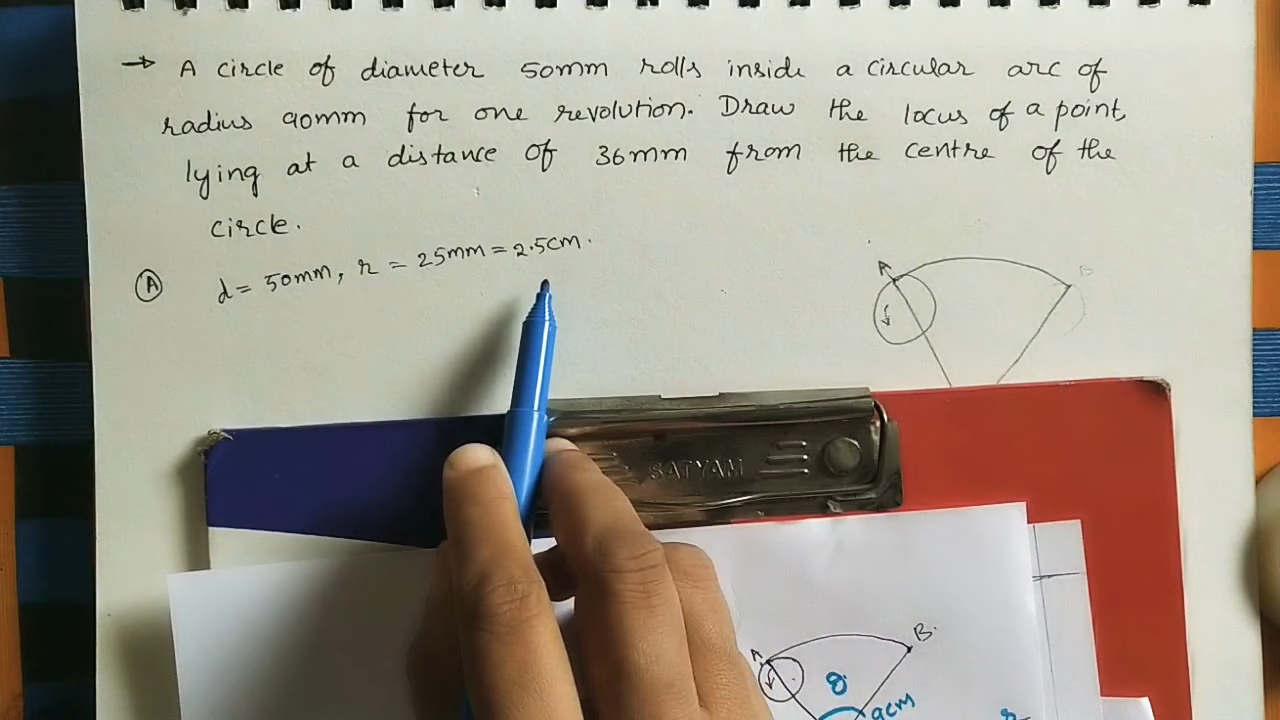 → A circle of diameter 50mm rolls inside a circular arc of
radius 90mm for one revolution. Draw the locus of a point,
lying at a distance of 36mm from the centre of the
circle.
A d = 50mm, r = 25mm = 2.5cm.
A B
SATYAM
A B.
θ
9cm